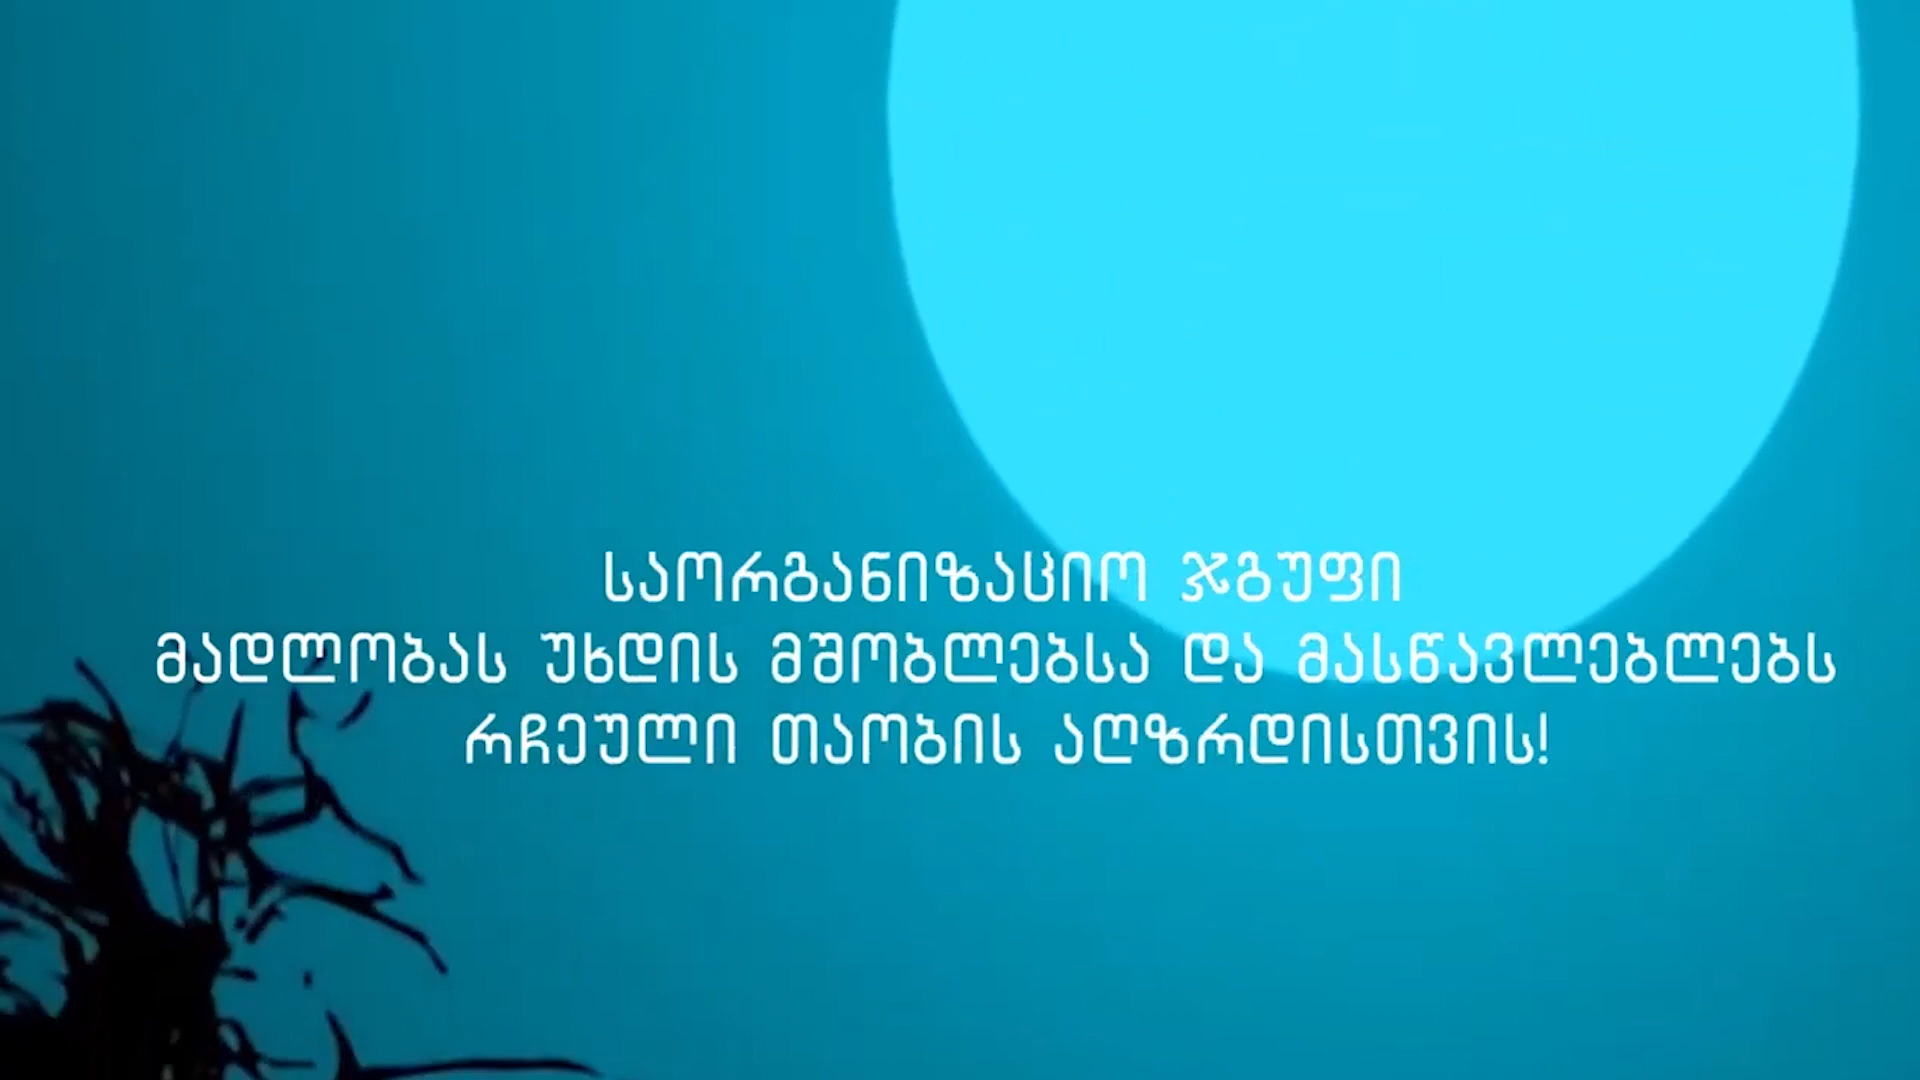 საორგანიზაციო ჯგუფი
მადლობას უხდის მშობლებსა და მასწავლებლებს
რჩეული თაობის აღზრდისთვის!